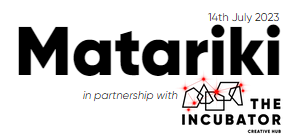 14th July 2023
Matariki
in partnership with
THE
INCUBATOR
CREATIVE HUB